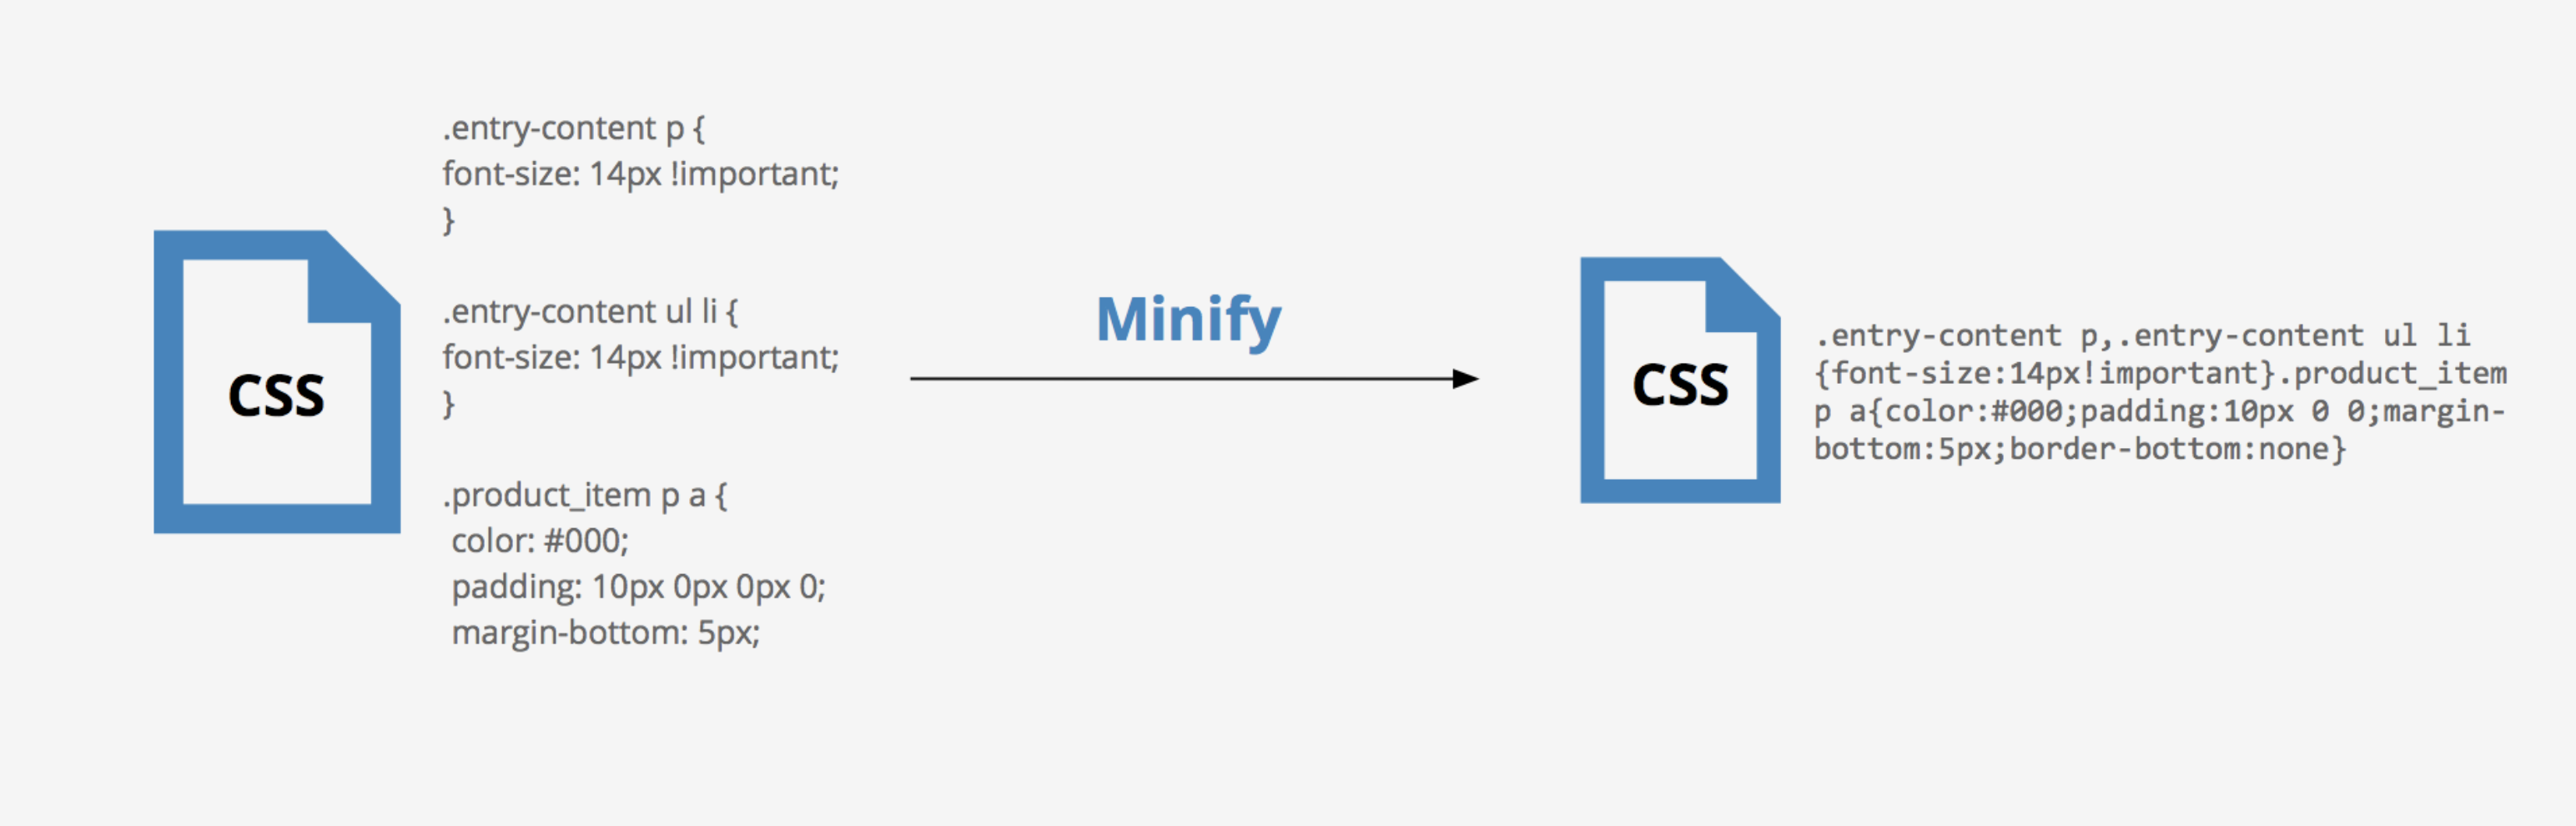 .entry-content p {
font-size: 14px !important;
}
.entry-content ul li {
font-size: 14px !important;
}
.product_item p a {
color: #000;
padding: 10px 0px 0px 0;
margin-bottom: 5px;
CSS
Minify
CSS
.entry-content p,.entry-content ul li
{font-size:14px!important}.product_item
p a{color:#000;padding:10px 0 0;margin-
bottom:5px;border-bottom:none}